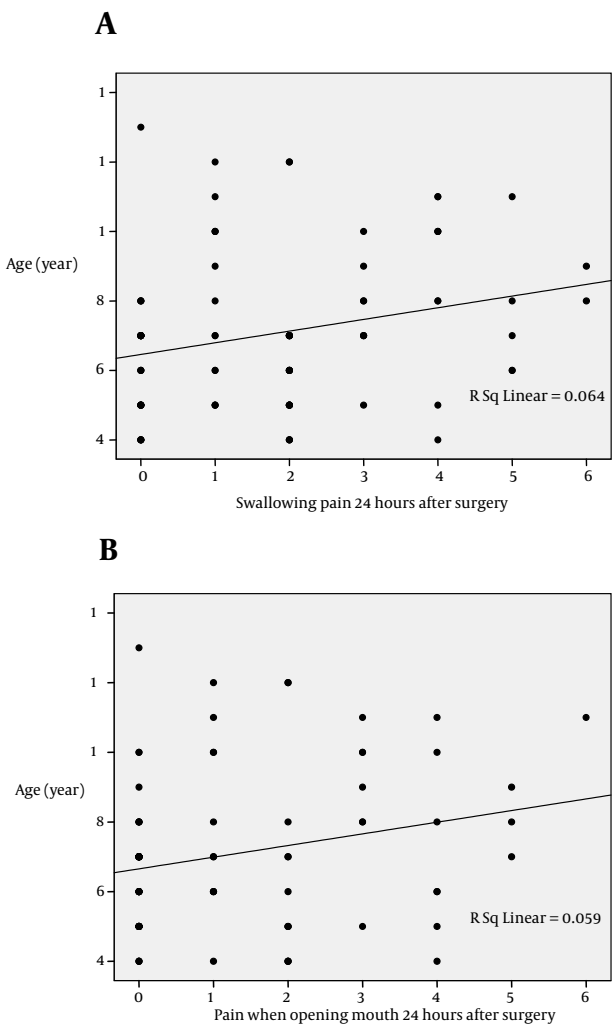 A
1
1
1
Age (year)
8
6
R Sq Linear = 0.064
4
0 1 2 3 4 5 6
Swallowing pain 24 hours after surgery
B
1
1
1
Age (year)
8
6
R Sq Linear = 0.059
4
0 1 2 3 4 5 6
Pain when opening mouth 24 hours after surgery